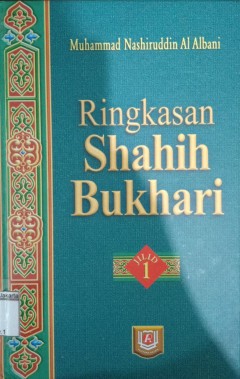 Muhammad Nashiruddin Al Albani
Ringkasan
Shahih
Bukhari
JILID
1